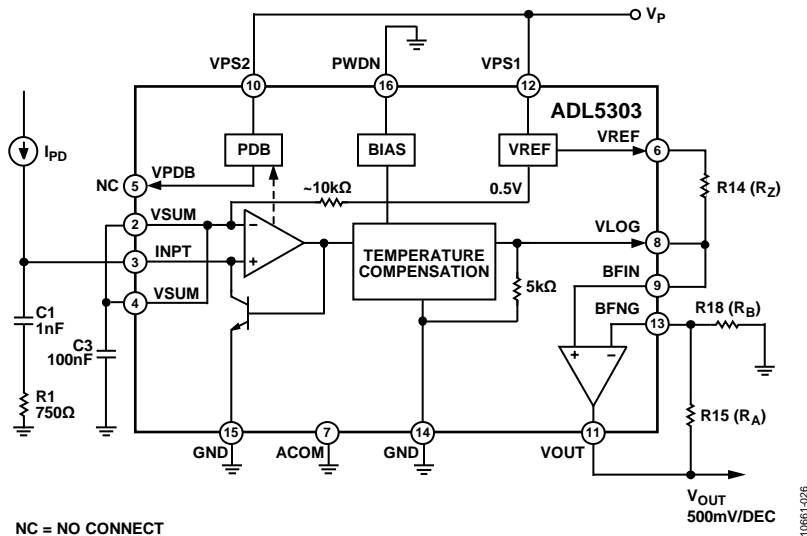 VP
VPS2
PWDN
VPS1
10
16
12
ADL5303
VREF
6
PDB
BIAS
VREF
IPD
VPDB
NC
5
~10kΩ
0.5V
R14 (RZ)
VSUM
2
−
VLOG
8
INPT
3
+
TEMPERATURE
COMPENSATION
BFIN
9
VSUM
4
5kΩ
BFNG
13
R18 (RB)
C1
1nF
C3
100nF
+ −
R1
750Ω
R15 (RA)
15
7
14
11
GND
ACOM
GND
VOUT
VOUT
500mV/DEC
NC = NO CONNECT
10661-026